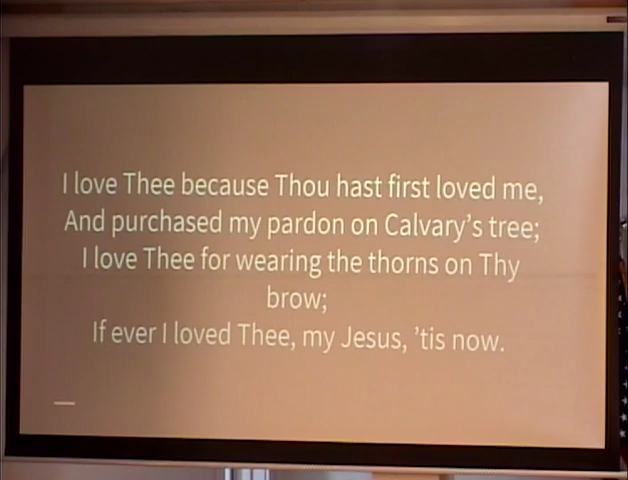 I love Thee because Thou hast first loved me,
And purchased my pardon on Calvary's tree;
I love Thee for wearing the thorns on Thy
brow;
If ever I loved Thee, my Jesus, 'tis now.